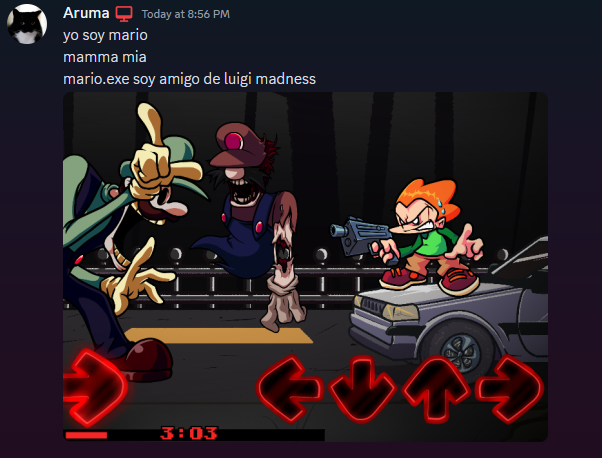 Aruma Today at 8:56 PM
yo soy mario
mamma mia
mario.exe soy amigo de luigi madness
3:03